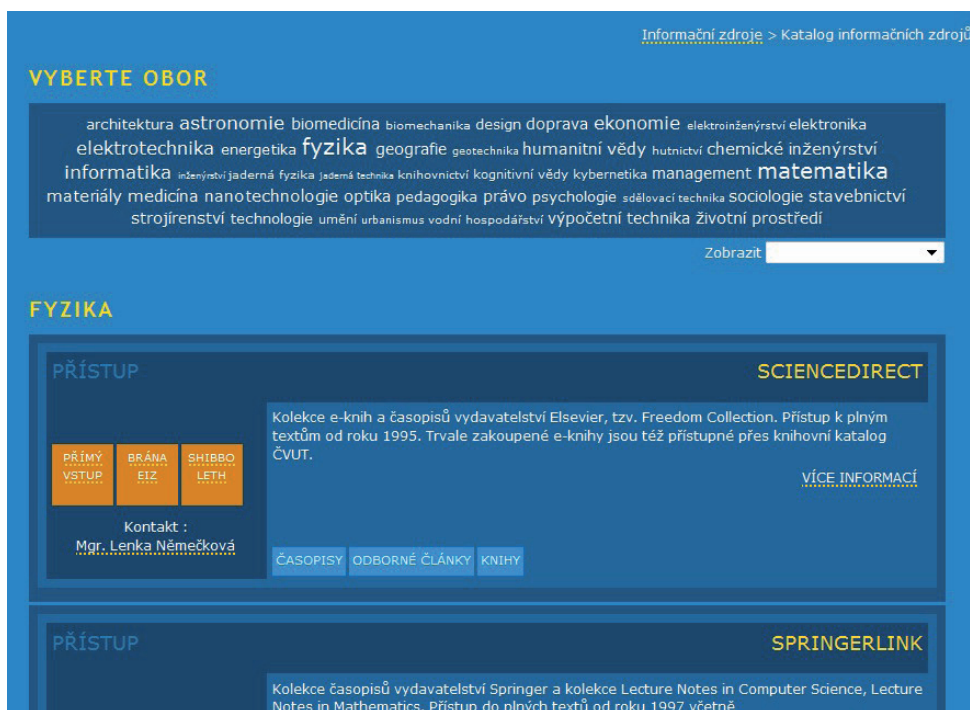 Informační zdroje > Katalog informačních zdrojů
VYBERTE OBOR
architektura astronomie biomedicína biomechanika design doprava ekonomie elektroinženýrství elektronika
elektrotechnika energetika fyzika geografie geotechnika humanitní vědy hutnictví chemické inženýrství
informatika inženýrství jaderná fyzika jaderná technika knihovnictví kognitivní vědy kybernetika management matematika
materiály medicína nanotechnologie optika pedagogika právo psychologie sdělovací technika sociologie stavebnictví
strojírenství technologie umění urbanismus vodní hospodářství výpočetní technika životní prostředí
Zobrazit
FYZIKA
PŘÍSTUP
SCIENCEDIRECT
Kolekce e-knih a časopisů vydavatelství Elsevier, tzv. Freedom Collection. Přístup k plným
textům od roku 1995. Trvale zakoupené e-knihy jsou též přístupné přes knihovní katalog
ČVUT.
PŘÍMÝ VSTUP
BRÁNA EIZ
SHIBBO LETH
VÍCE INFORMACÍ
Kontakt :
Mgr. Lenka Němečková
ČASOPISY ODBORNÉ ČLÁNKY KNIHY
PŘÍSTUP
SPRINGERLINK
Kolekce časopisů vydavatelství Springer a kolekce Lecture Notes in Computer Science, Lecture
Notes in Mathematics. Přístup do plných textů od roku 1997 včetně